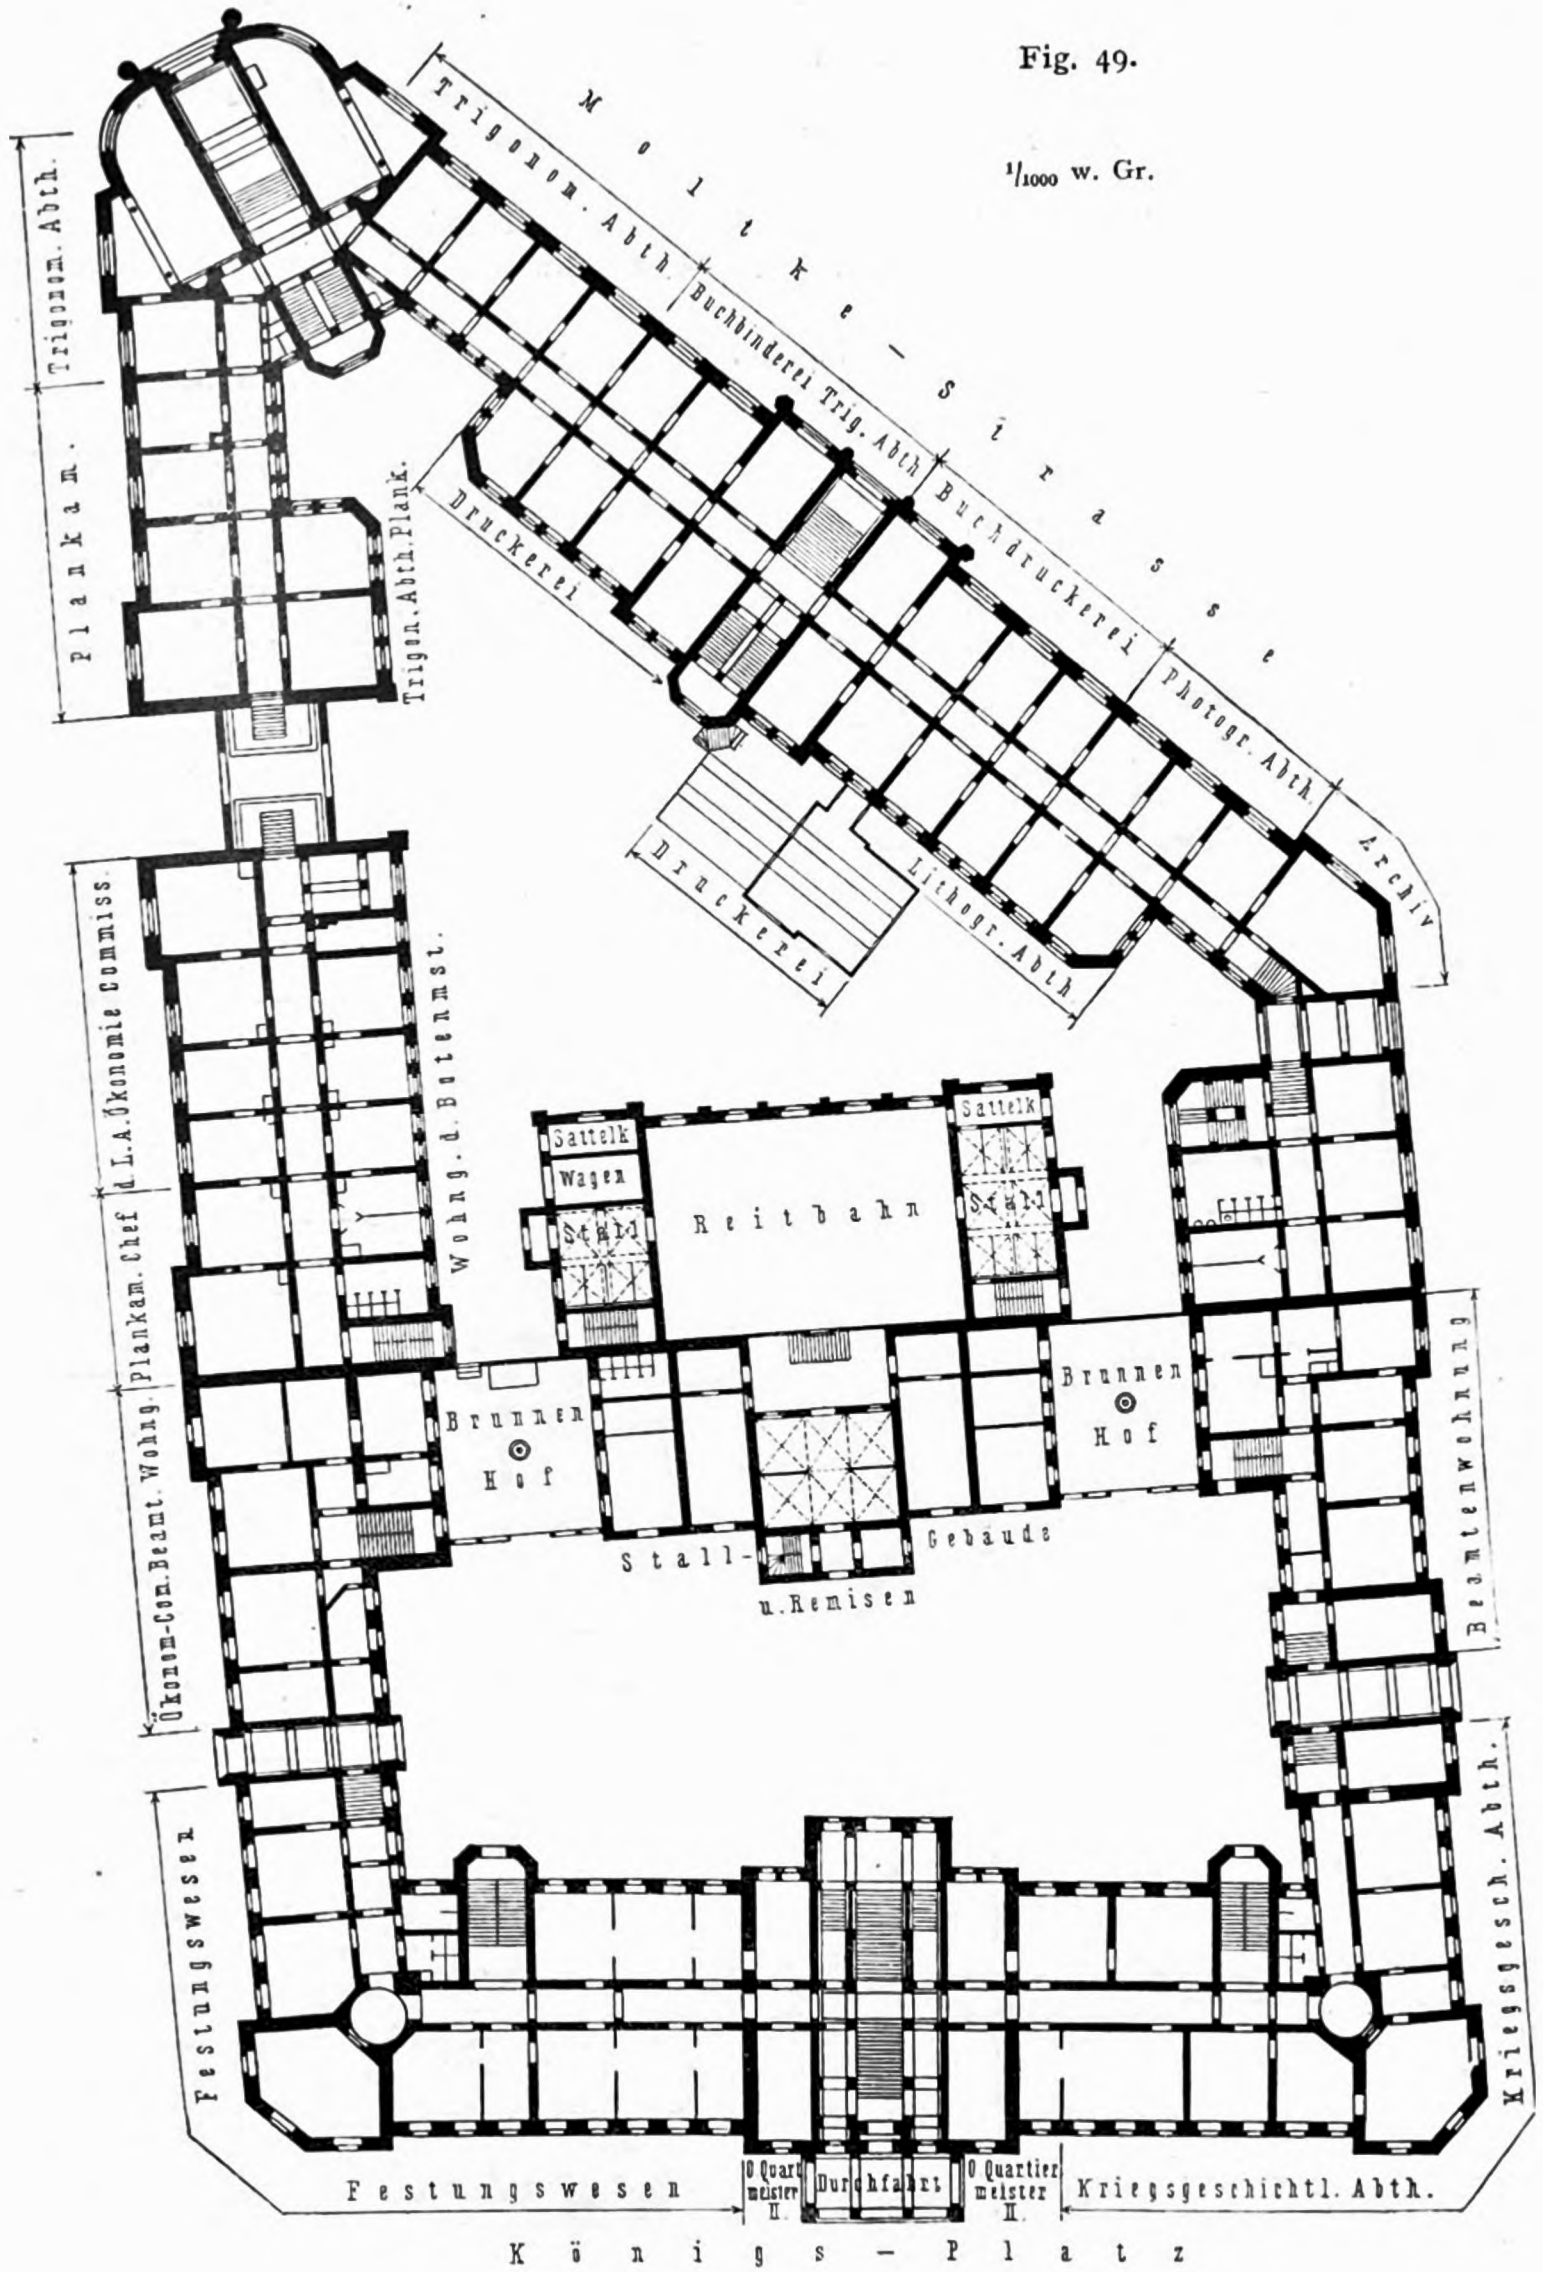 Fig. 49.
1/1000 w. Gr.
Moltke-Strasse
Trigonom. Abth.
Trigonom. Abth.
Buchbinderei Trig. Abth
Buchdruckerei
Photogr. Abth.
Archiv
Plankam.
Trigon. Abth. Plank.
Druckerei
Druckerei
Lithogr. Abth.
d. L. A. Ökonomie Commiss.
Wohng. d. Botenmst.
Plankam. Chef
Ökonom-Con. Beamt. Wohng.
Sattelk
Wagen
Stall
Reitbahn
Sattelk
Stall
Brunnen
Hof
Brunnen
Hof
Stall-
Gebäude
u. Remisen
Beamtenwohnung
Festungswesen
Kriegsgesch. Abth.
Festungswesen
O Quart
meister
II.
Durchfahrt
O Quartier
meister
II.
Kriegsgeschichtl. Abth.
Königs-Platz